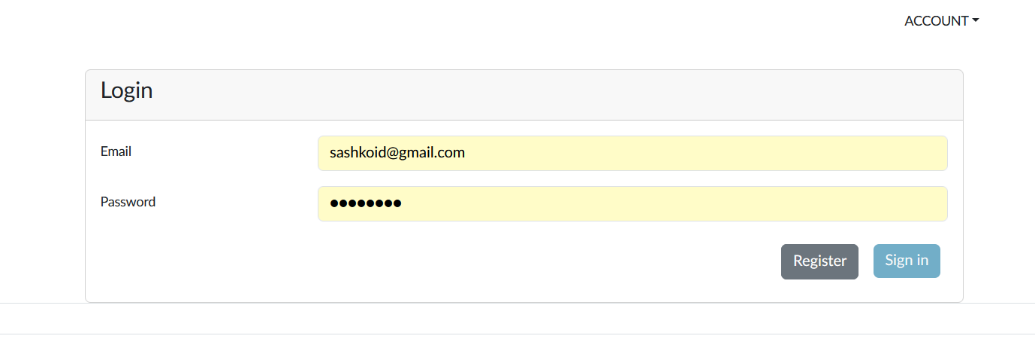 ACCOUNT
Login
Email
sashkoid@gmail.com
Password
••••••••
Register
Sign in